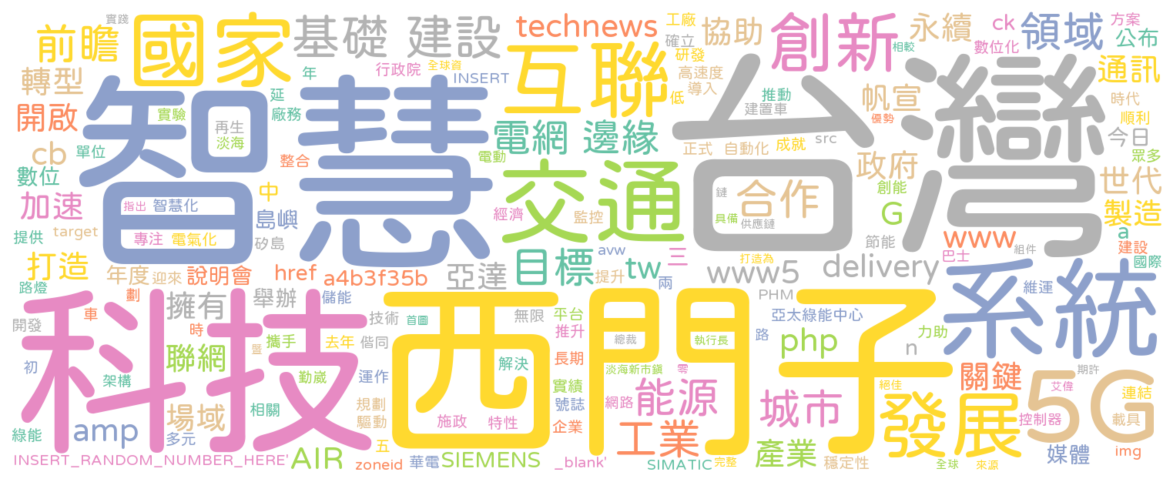 實踐
前瞻
國家
基礎 建設
technews
工廠
確立
協助
創新
永續
ck
領域
方案
公布
數位化
相較
轉型
行政院
全球資
INSERT
年
互聯
研發
高速度
導入
低
台灣
通訊
時代
開啟
智慧
延
實驗
廠務
再生
淡海
電網 邊緣
推動
建置車
帆宣
優勢
順利
今日
cb
單位
整合
電動
正式
自動化
成就
src
政府
眾多
數位
中
交通
鏈
合作
創能
世代
加速
指出
智慧化
島嶼
經濟
監控
具備
供應鏈
G
製造
提供
target
專注
電氣化
矽島
節能
www
a
建設
打造
年度
迎來
說明會
href
a4b3f35b
亞達
目標
avw
提升
tw
三
兩
www5
打造為
delivery
巴士
組件
國際
路燈
劃
擁有
舉辦
儲能
技術
首圖
無限
平台
PHM
亞太綠能中心
系統
維運
開發
車
時
科技
西門子
攜手
去年
偕同
推升
總裁
執行長
路
php
力助
n
初
架構
聯網
勤崴
運作
解決
長期
淡海新市鎮
零
關鍵
期許
艾偉
連結
場域
相關
規劃
驅動
實績
網路
能源
城市
絕佳
發展
5G
控制器
載具
綠能
amp
多元
施政
特性
號誌
企業
工業
INSERT_RANDOM_NUMBER_HERE'
AIR
五
zoneid
華電
SIEMENS
_blank'
SIMATIC
完整
產業
穩定性
全球
來源
媒體
img